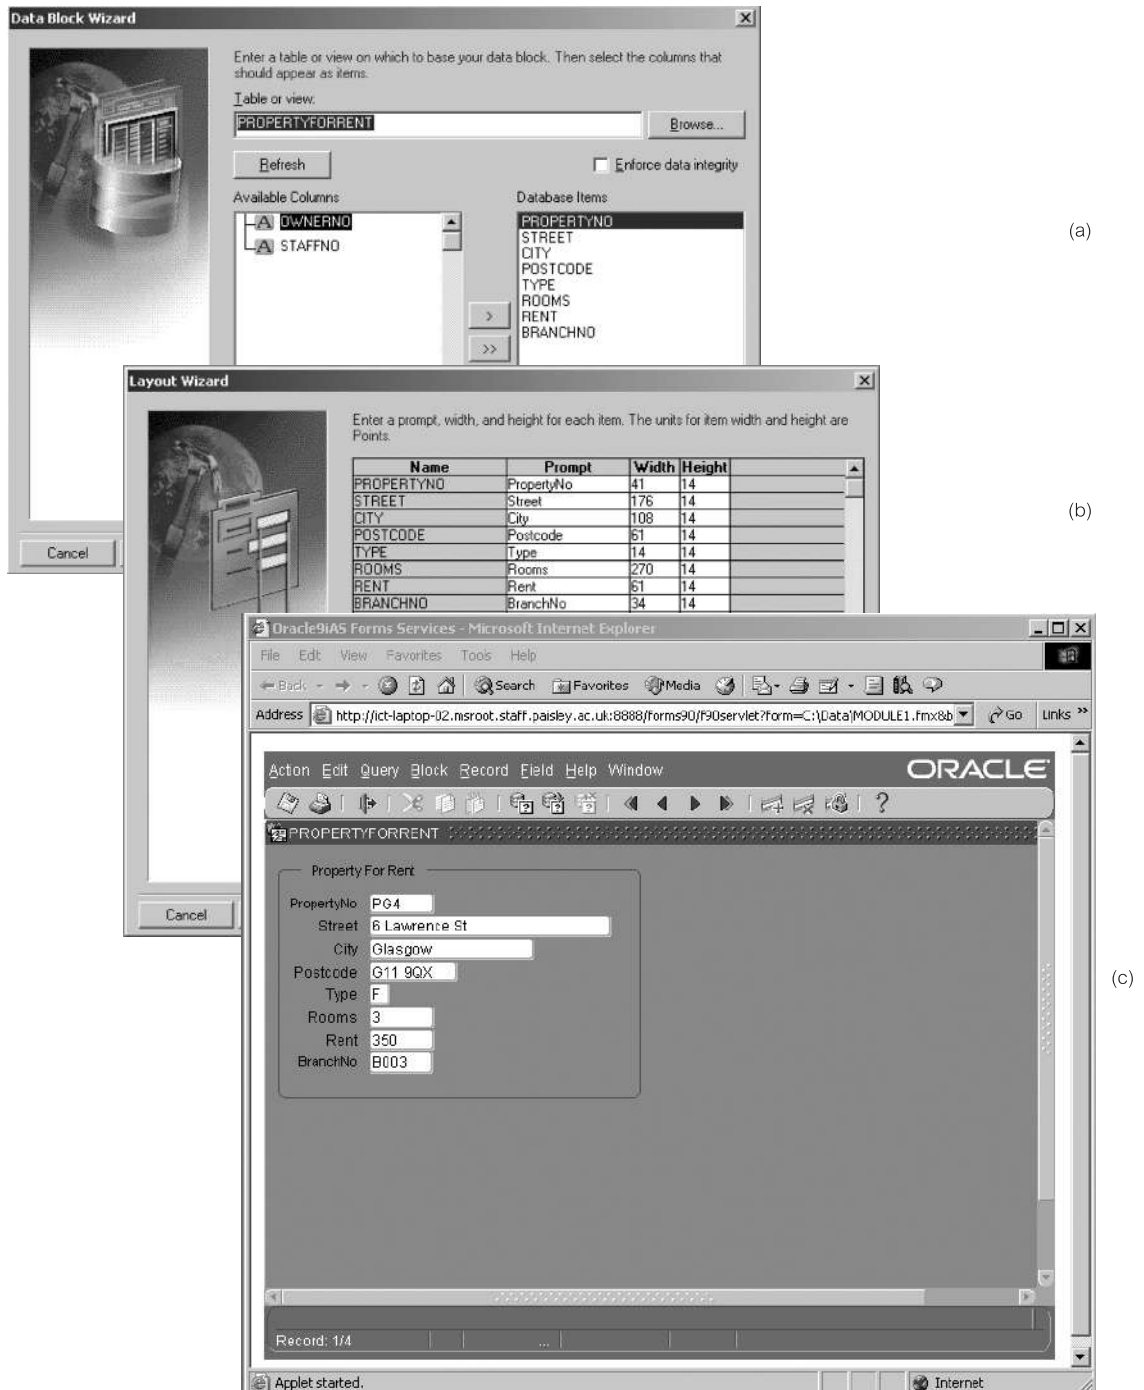 Data Block Wizard
Enter a table or view on which to base your data block. Then select the columns that
should appear as items.
Table or view:
PROPERTYFORRENT
Browse...
Refresh
Enforce data integrity
Available Columns
Database Items
OWNERNO
STAFFNO
PROPERTYNO
STREET
CITY
POSTCODE
TYPE
ROOMS
RENT
BRANCHNO
>
>>
Cancel
(a)
Layout Wizard
Enter a prompt, width, and height for each item. The units for item width and height are
Points.
Name Prompt Width Height
PROPERTYNO PropertyNo 41 14
STREET Street 176 14
CITY City 108 14
POSTCODE Postcode 61 14
TYPE Type 14 14
ROOMS Rooms 270 14
RENT Rent 61 14
BRANCHNO BranchNo 34 14
Cancel
(b)
Oracle9iAS Forms Services - Microsoft Internet Explorer
File Edit View Favorites Tools Help
Back Search Favorites Media
Address http://ict-laptop-02.msroot.staff.paisley.ac.uk:8888/forms90/f90servlet?form=C:\Data\MODULE1.fmx&b Go Links »
Action Edit Query Block Record Field Help Window ORACLE
PROPERTYFORRENT
Property For Rent
PropertyNo PG4
Street 6 Lawrence St
City Glasgow
Postcode G11 9QX
Type F
Rooms 3
Rent 350
BranchNo B003
(c)
Record: 1/4 ...
Applet started. Internet